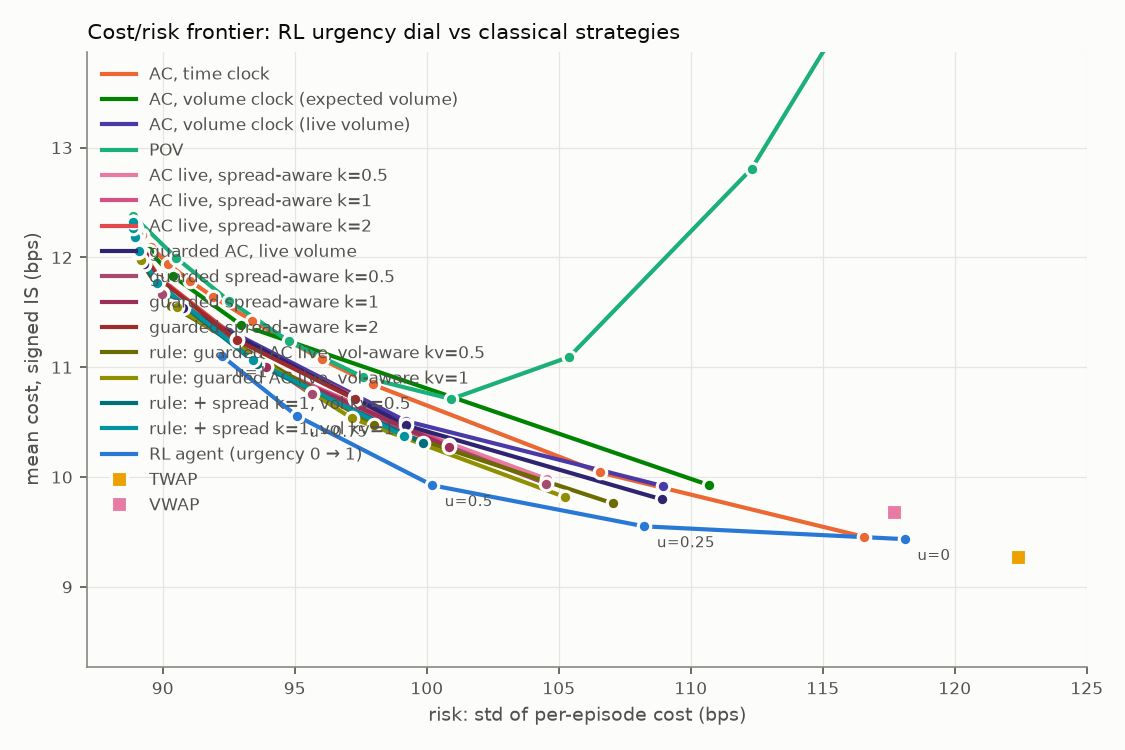 Cost/risk frontier: RL urgency dial vs classical strategies
AC, time clock
AC, volume clock (expected volume)
AC, volume clock (live volume)
POV
AC live, spread-aware k=0.5
AC live, spread-aware k=1
AC live, spread-aware k=2
guarded AC, live volume
guarded spread-aware k=0.5
guarded spread-aware k=1
guarded spread-aware k=2
rule: guarded AC live, vol-aware kv=0.5
rule: guarded AC live, vol-aware kv=1
rule: + spread k=1, vol kv=0.5
rule: + spread k=1, vol kv=1
RL agent (urgency 0 → 1)
TWAP
VWAP
u=1
u=0.75
u=0.5
u=0.25
u=0
mean cost, signed IS (bps)
13
12
11
10
9
90
95
100
105
110
115
120
125
risk: std of per-episode cost (bps)